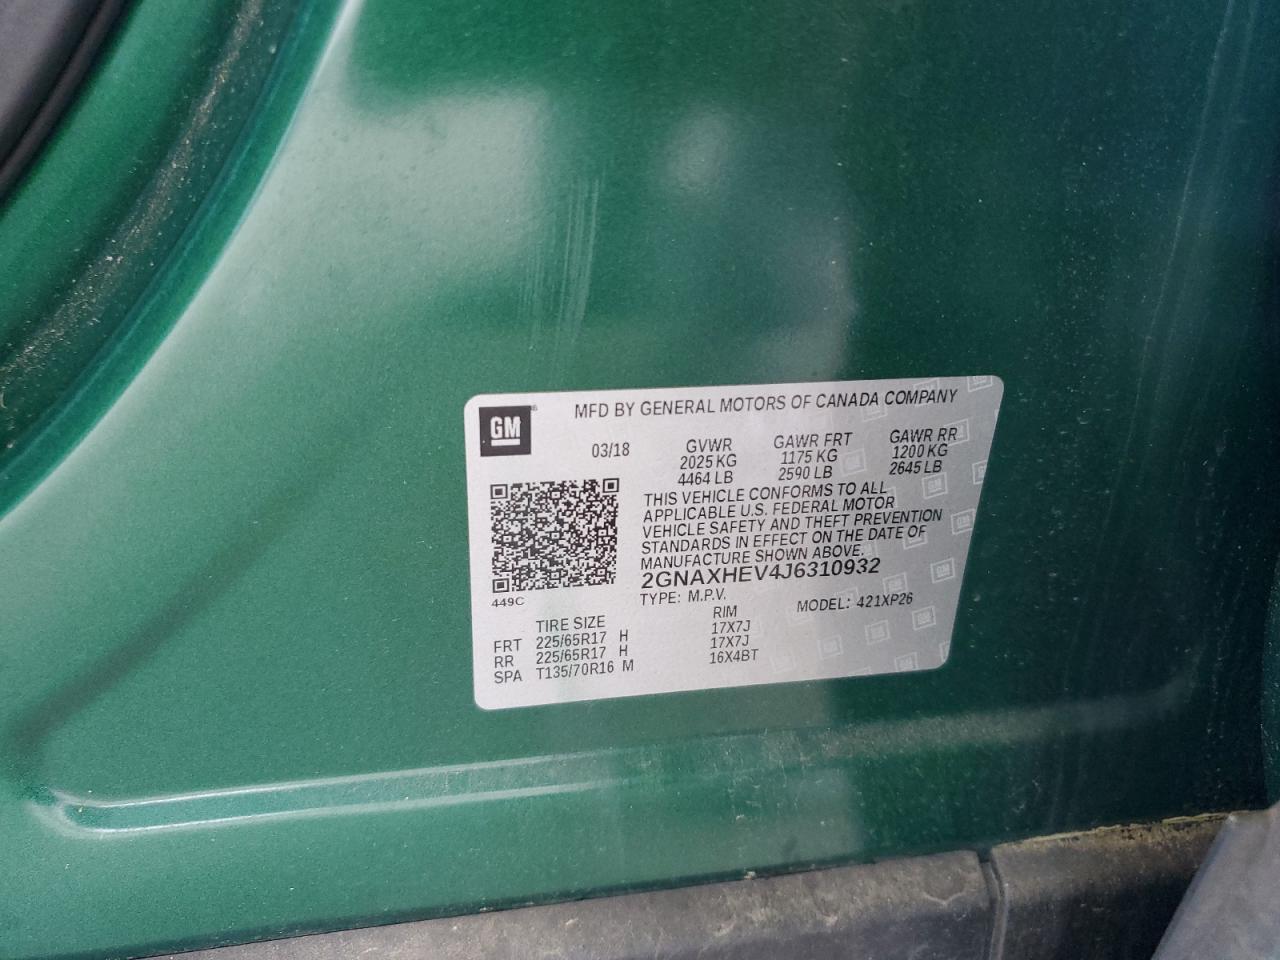 GM
MFD BY GENERAL MOTORS OF CANADA COMPANY
03/18 GVWR GAWR FRT GAWR RR
2025 KG 1175 KG 1200 KG
4464 LB 2590 LB 2645 LB
THIS VEHICLE CONFORMS TO ALL
APPLICABLE U.S. FEDERAL MOTOR
VEHICLE SAFETY AND THEFT PREVENTION
STANDARDS IN EFFECT ON THE DATE OF
MANUFACTURE SHOWN ABOVE.
2GNAXHEV4J6310932
449C
TYPE: M.P.V. MODEL: 421XP26
TIRE SIZE RIM
FRT 225/65R17 H 17X7J
RR 225/65R17 H 17X7J
SPA T135/70R16 M 16X4BT